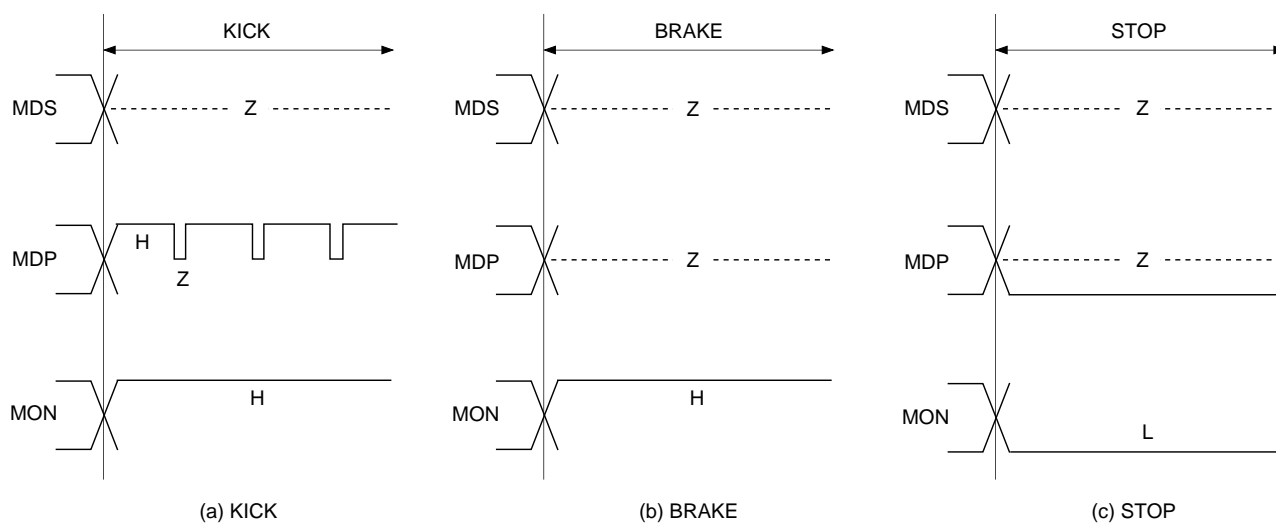 KICK
MDS
Z
MDP
H
Z
MON
H
(a) KICK
BRAKE
MDS
Z
MDP
Z
MON
H
(b) BRAKE
STOP
MDS
Z
MDP
Z
MON
L
(c) STOP